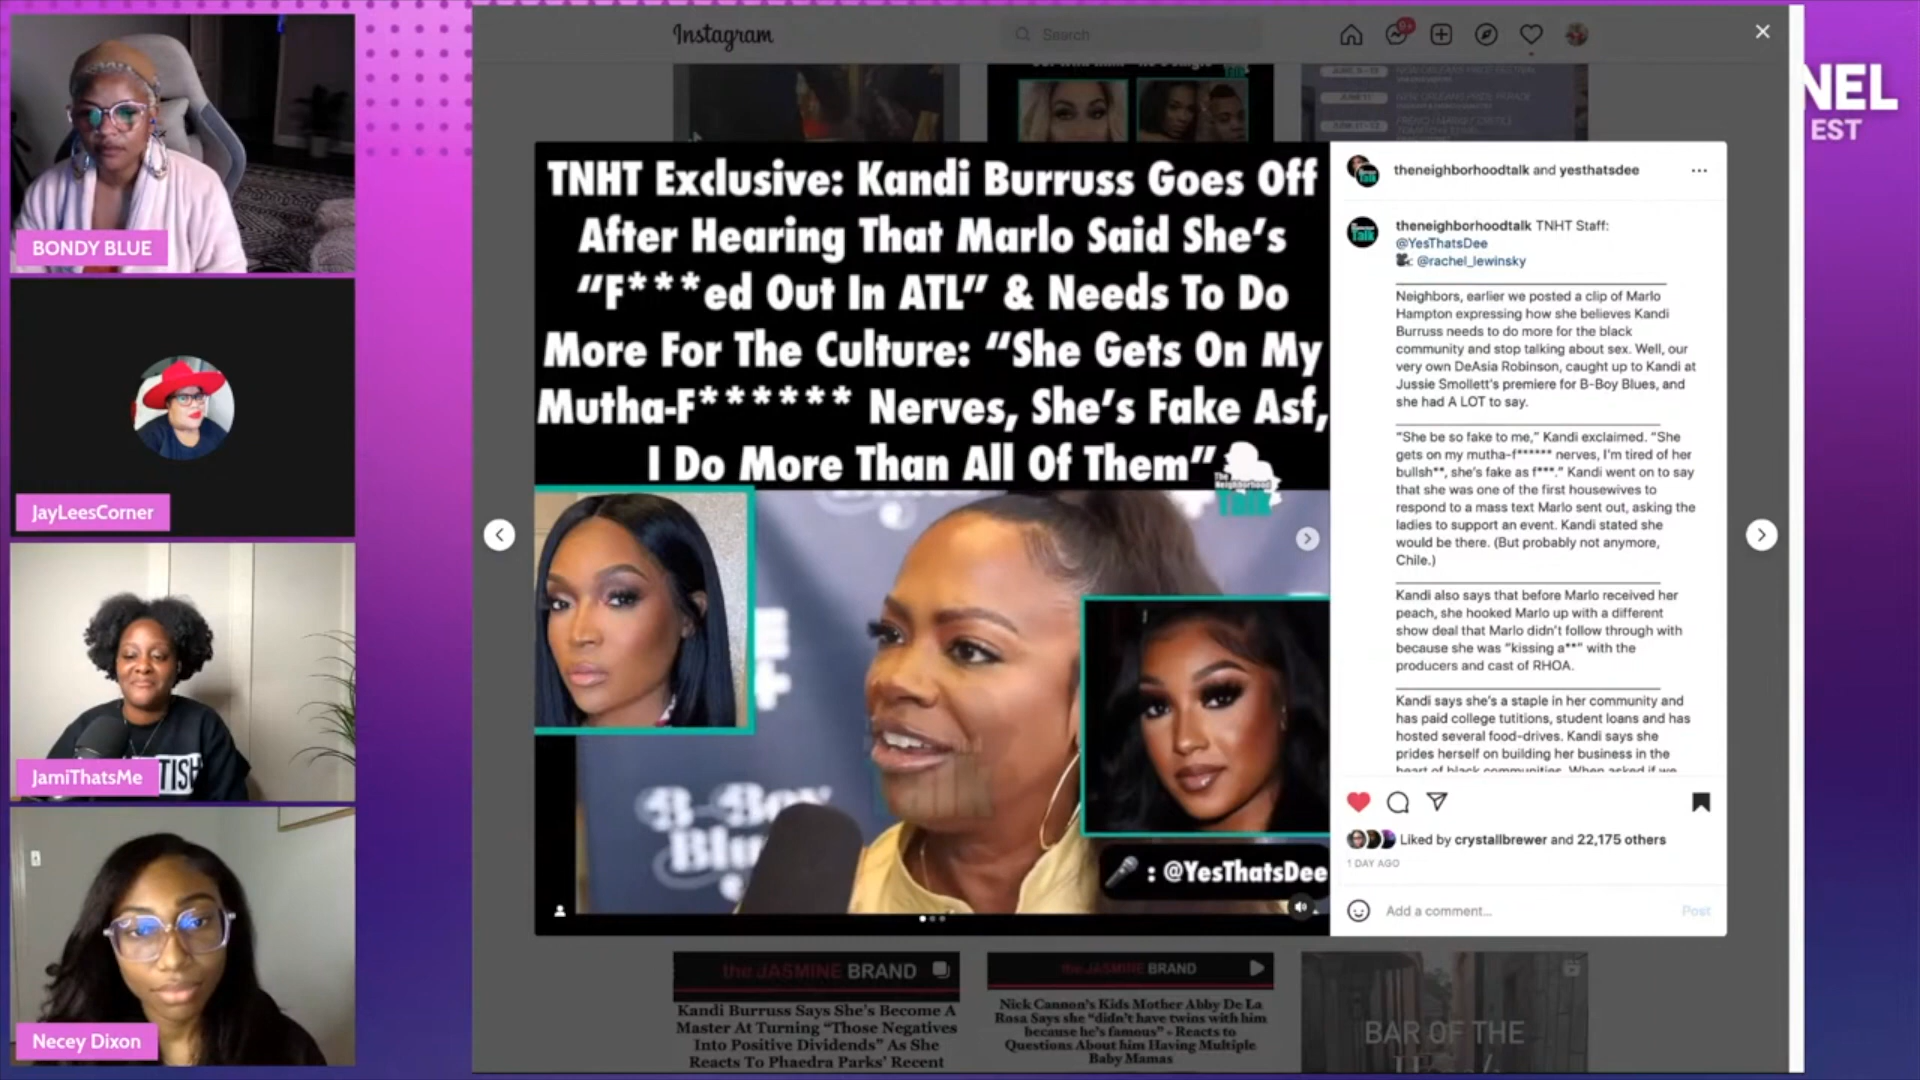 BONDY BLUE
JayLeesCorner
JamiThatsMe
Necey Dixon
Instagram
Search
9+
NEL
EST
TNHT Exclusive: Kandi Burruss Goes Off
After Hearing That Marlo Said She's
"F***ed Out In ATL" & Needs To Do
More For The Culture: "She Gets On My
Mutha-F****** Nerves, She's Fake Asf,
I Do More Than All Of Them"
The
Neighborhood
Talk
B-Boy
Blu
: @YesThatsDee
theneighborhoodtalk and yesthatsdee
theneighborhoodtalk TNHT Staff:
@YesThatsDee
: @rachel_lewinsky
Neighbors, earlier we posted a clip of Marlo
Hampton expressing how she believes Kandi
Burruss needs to do more for the black
community and stop talking about sex. Well, our
very own DeAsia Robinson, caught up to Kandi at
Jussie Smollett's premiere for B-Boy Blues, and
she had A LOT to say.
"She be so fake to me," Kandi exclaimed. "She
gets on my mutha-f****** nerves, I'm tired of her
bullsh**, she's fake as f***." Kandi went on to say
that she was one of the first housewives to
respond to a mass text Marlo sent out, asking the
ladies to support an event. Kandi stated she
would be there. (But probably not anymore,
Chile.)
Kandi also says that before Marlo received her
peach, she hooked Marlo up with a different
show deal that Marlo didn't follow through with
because she was "kissing a**" with the
producers and cast of RHOA.
Kandi says she's a staple in her community and
has paid college tutitions, student loans and has
hosted several food-drives. Kandi says she
prides herself on building her business in the
heart of black communities. When asked if we
Liked by crystallbrewer and 22,175 others
1 DAY AGO
Add a comment...
Post
the JASMINE BRAND
Kandi Burruss Says She's Become A
Master At Turning "Those Negatives
Into Positive Dividends" As She
Reacts To Phaedra Parks' Recent
the JASMINE BRAND
Nick Cannon's Kids Mother Abby De La
Rosa Says she "didn't have twins with him
because he's famous" - Reacts to
Questions About him Having Multiple
Baby Mamas
BAR OF THE